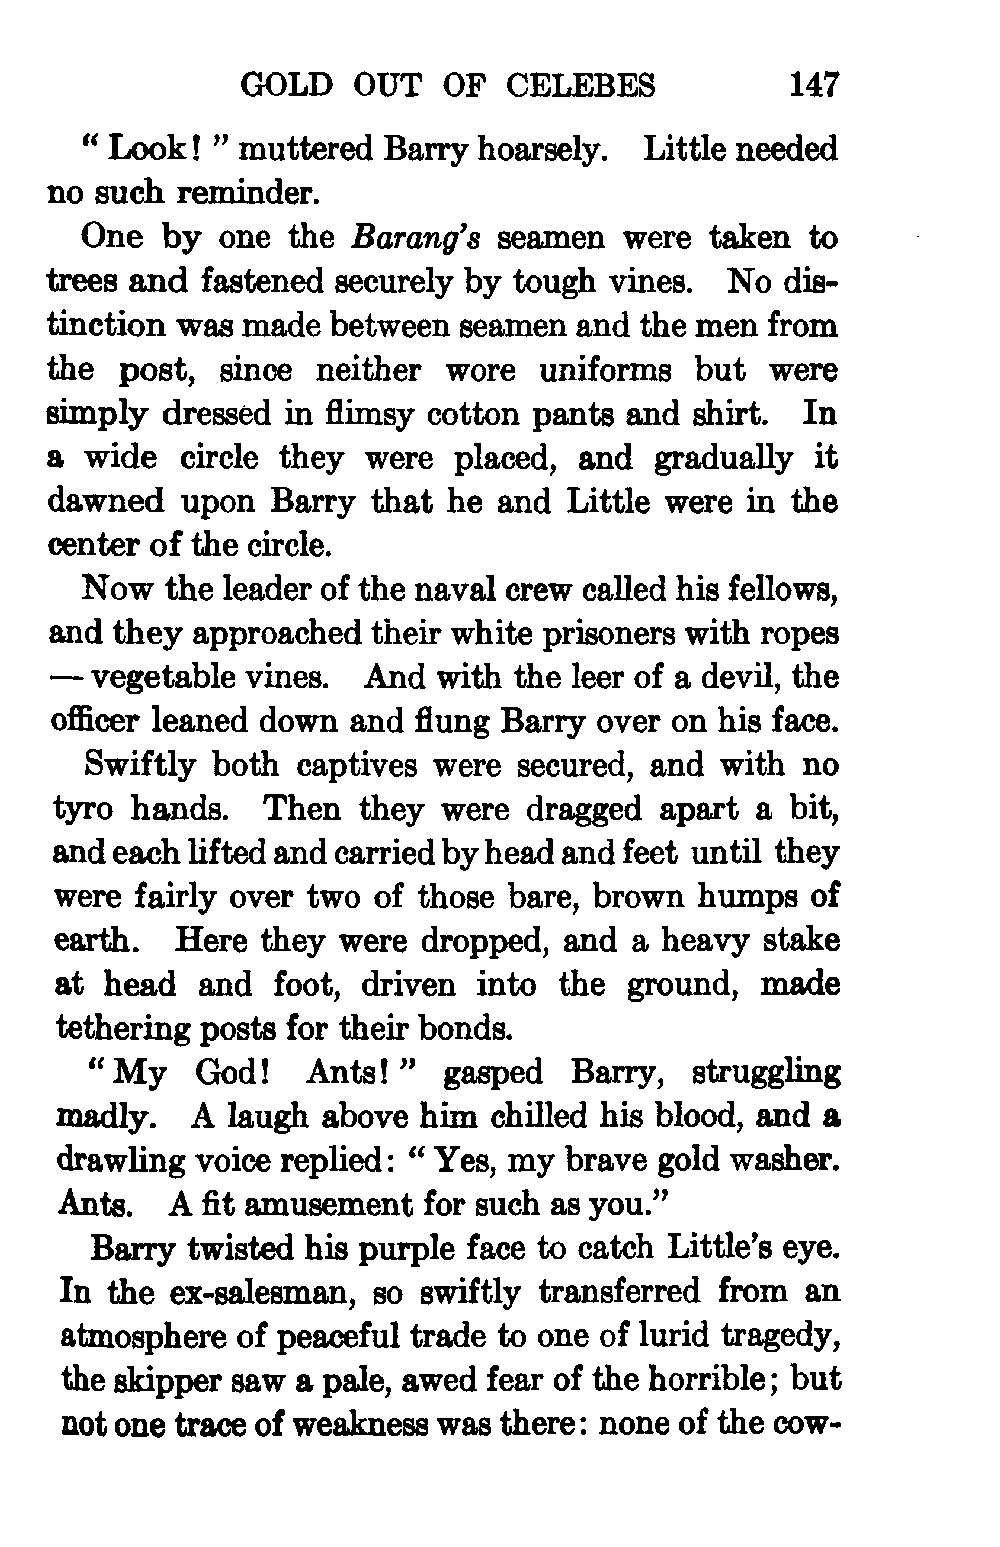 GOLD OUT OF CELEBES 147
“ Look! ” muttered Barry hoarsely. Little needed
no such reminder.
One by one the Barang’s seamen were taken to
trees and fastened securely by tough vines. No dis-
tinction was made between seamen and the men from
the post, since neither wore uniforms but were
simply dressed in flimsy cotton pants and shirt. In
a wide circle they were placed, and gradually it
dawned upon Barry that he and Little were in the
center of the circle.
Now the leader of the naval crew called his fellows,
and they approached their white prisoners with ropes
— vegetable vines. And with the leer of a devil, the
officer leaned down and flung Barry over on his face.
Swiftly both captives were secured, and with no
tyro hands. Then they were dragged apart a bit,
and each lifted and carried by head and feet until they
were fairly over two of those bare, brown humps of
earth. Here they were dropped, and a heavy stake
at head and foot, driven into the ground, made
tethering posts for their bonds.
“ My God! Ants! ” gasped Barry, struggling
madly. A laugh above him chilled his blood, and a
drawling voice replied: “ Yes, my brave gold washer.
Ants. A fit amusement for such as you.”
Barry twisted his purple face to catch Little’s eye.
In the ex-salesman, so swiftly transferred from an
atmosphere of peaceful trade to one of lurid tragedy,
the skipper saw a pale, awed fear of the horrible; but
not one trace of weakness was there: none of the cow-